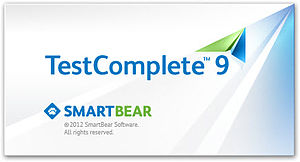 TestComplete™ 9
SMARTBEAR
©2012 SmartBear Software.
All rights reserved.